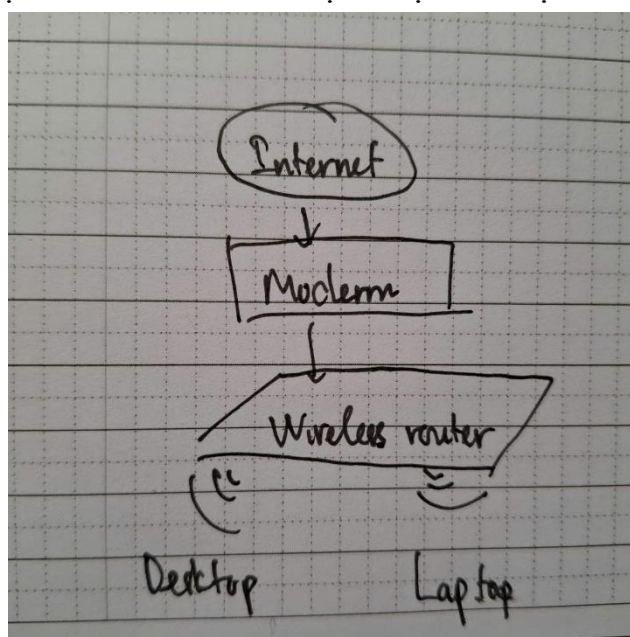 Internet
Modem
Wireless router
Desktop
Laptop